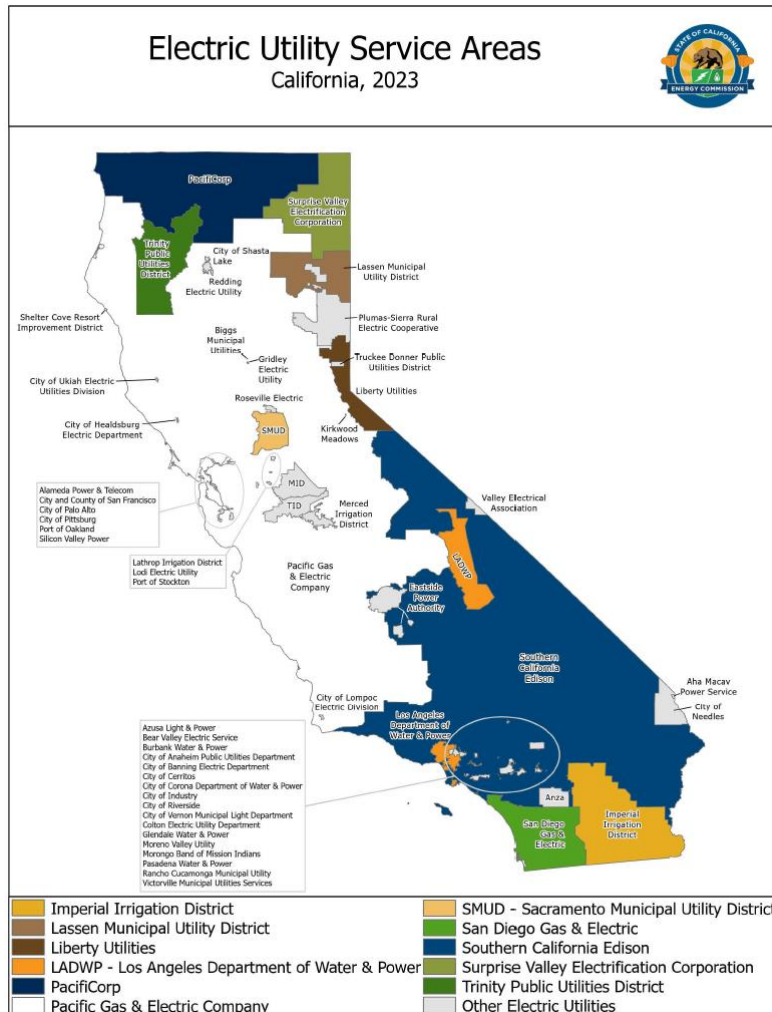 Electric Utility Service Areas
California, 2023
STATE OF CALIFORNIA
ENERGY COMMISSION
PacifiCorp
Surprise Valley
Electrification
Corporation
Trinity
Public
Utilities
District
City of Shasta
Lake
Redding
Electric Utility
Lassen Municipal
Utility District
Shelter Cove Resort
Improvement District
Plumas-Sierra Rural
Electric Cooperative
Biggs
Municipal
Utilities
Gridley
Electric
Utility
Truckee Donner Public
Utilities District
City of Ukiah Electric
Utilities Division
Liberty Utilities
Roseville Electric
City of Healdsburg
Electric Department
SMUD
Kirkwood
Meadows
Alameda Power & Telecom
City and County of San Francisco
City of Palo Alto
City of Pittsburg
Port of Oakland
Silicon Valley Power
MID
TID
Merced
Irrigation
District
Valley Electrical
Association
Lathrop Irrigation District
Lodi Electric Utility
Port of Stockton
Pacific Gas
& Electric
Company
LADWP
Eastside
Power
Authority
Southern
California
Edison
Aha Macav
Power Service
City of
Needles
City of Lompoc
Electric Division
Los Angeles
Department of
Water & Power
Azusa Light & Power
Bear Valley Electric Service
Burbank Water & Power
City of Anaheim Public Utilities Department
City of Banning Electric Department
City of Cerritos
City of Corona Department of Water & Power
City of Industry
City of Riverside
City of Vernon Municipal Light Department
Colton Electric Utility Department
Glendale Water & Power
Moreno Valley Utility
Morongo Band of Mission Indians
Pasadena Water & Power
Rancho Cucamonga Municipal Utility
Victorville Municipal Utilities Services
Anza
San Diego
Gas &
Electric
Imperial
Irrigation
District
Imperial Irrigation District
Lassen Municipal Utility District
Liberty Utilities
LADWP - Los Angeles Department of Water & Power
PacifiCorp
Pacific Gas & Electric Company
SMUD - Sacramento Municipal Utility District
San Diego Gas & Electric
Southern California Edison
Surprise Valley Electrification Corporation
Trinity Public Utilities District
Other Electric Utilities